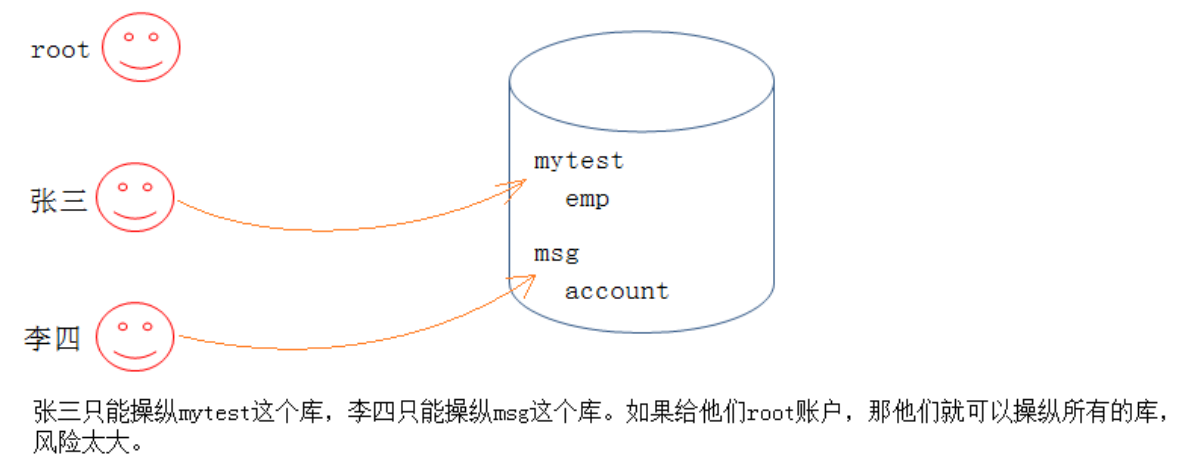 root
mytest
emp
张三
msg
account
李四
张三只能操纵mytest这个库，李四只能操纵msg这个库。如果给他们root账户，那他们就可以操纵所有的库，
风险太大。